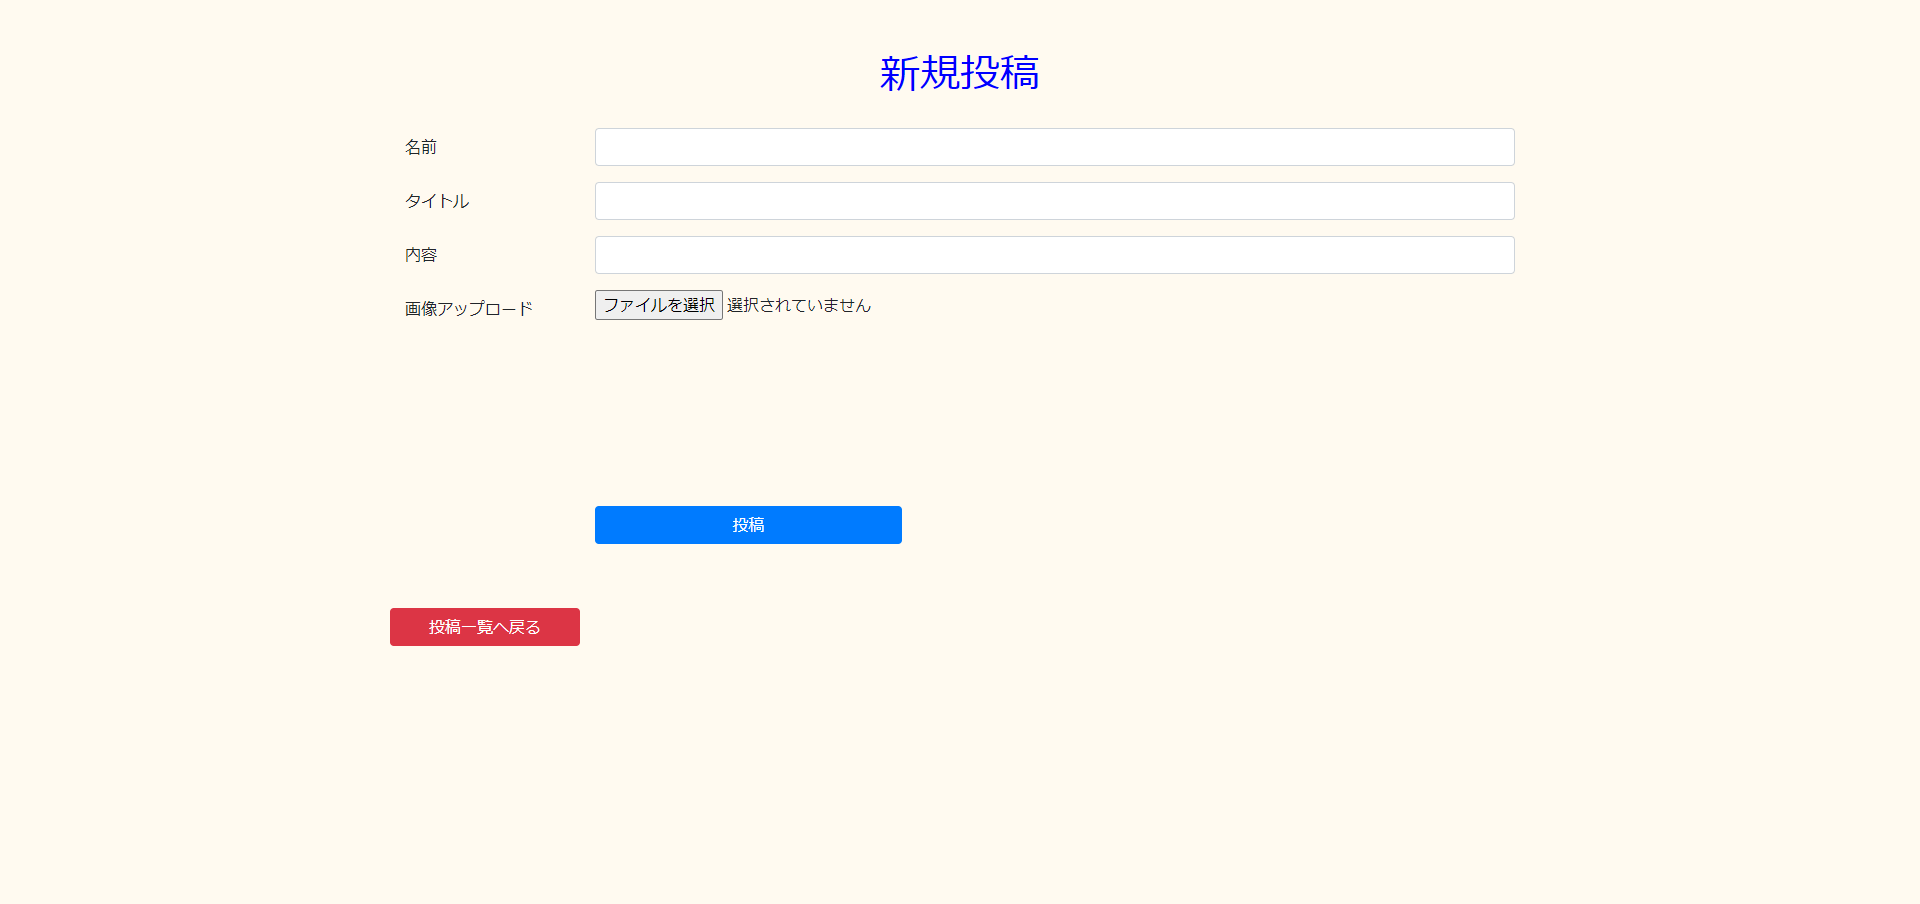 新規投稿
名前
タイトル
内容
画像アップロード ファイルを選択 選択されていません
投稿
投稿一覧へ戻る